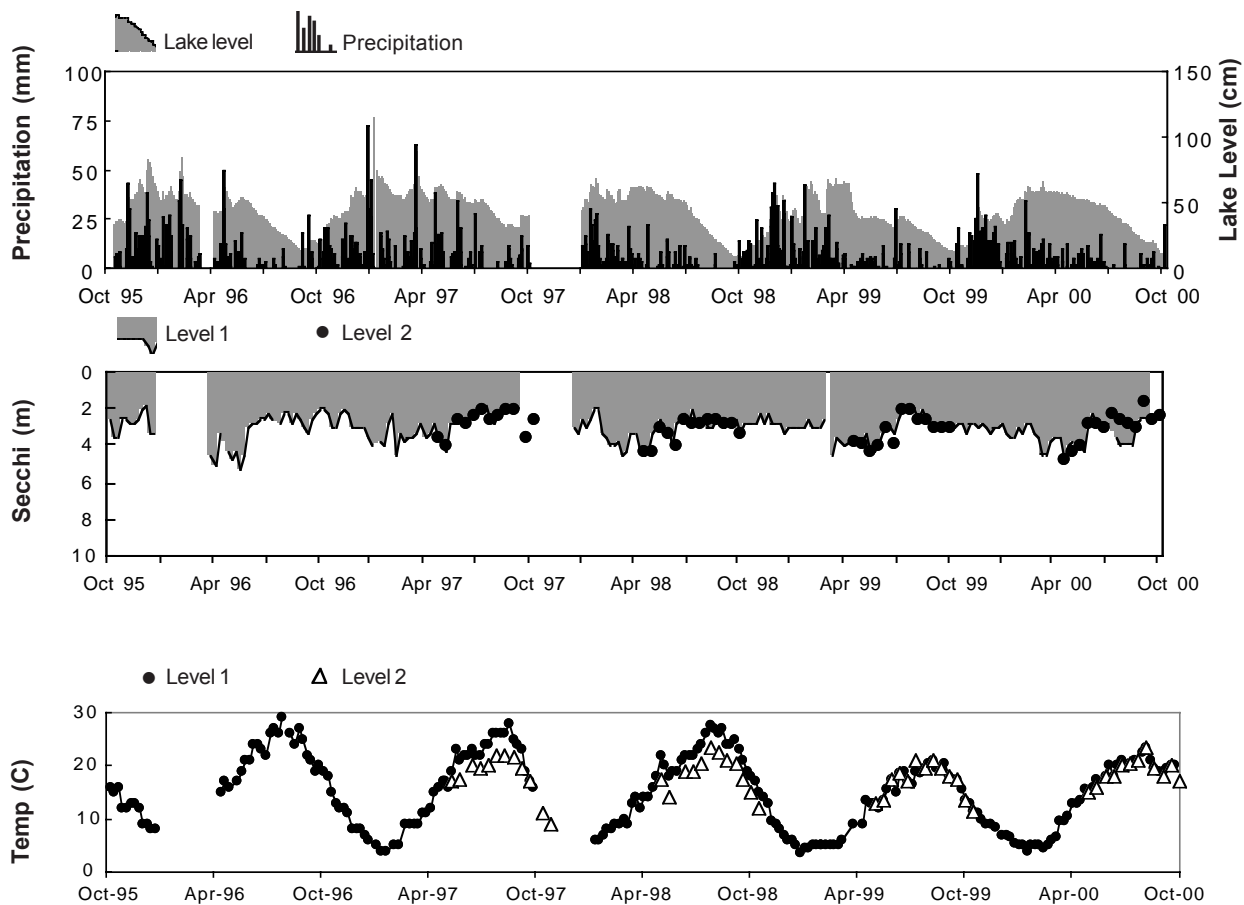 Lake level
Precipitation
Precipitation (mm)
100
75
50
25
0
150
100
50
0
Lake Level (cm)
Oct 95 Apr 96 Oct 96 Apr 97 Oct 97 Apr 98 Oct 98 Apr 99 Oct 99 Apr 00 Oct 00
Level 1
Level 2
Secchi (m)
0
2
4
6
8
10
Oct 95 Apr 96 Oct 96 Apr 97 Oct 97 Apr 98 Oct 98 Apr 99 Oct 99 Apr 00 Oct 00
Level 1
Level 2
Temp (C)
30
20
10
0
Oct-95 Apr-96 Oct-96 Apr-97 Oct-97 Apr-98 Oct-98 Apr-99 Oct-99 Apr-00 Oct-00